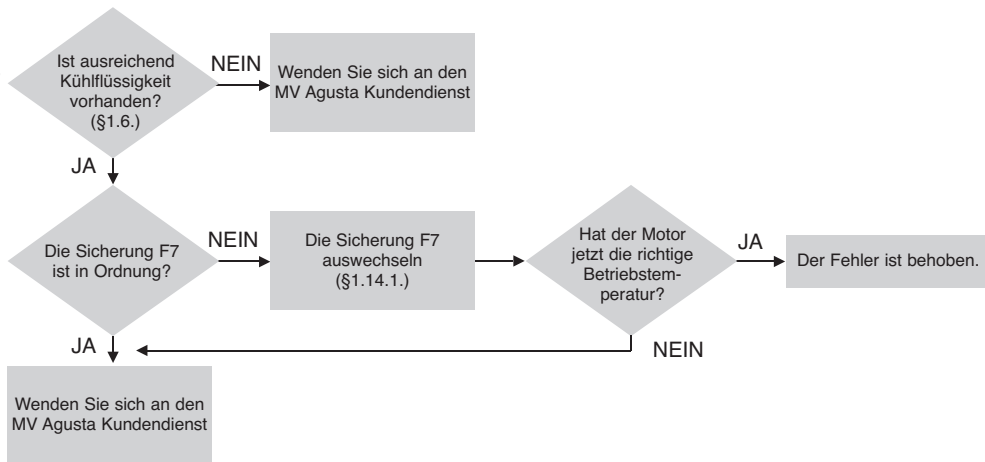 Ist ausreichend
Kühlflüssigkeit
vorhanden?
(§1.6.)
NEIN
Wenden Sie sich an den
MV Agusta Kundendienst
JA
Die Sicherung F7
ist in Ordnung?
NEIN
Die Sicherung F7
auswechseln
(§1.14.1.)
Hat der Motor
jetzt die richtige
Betriebstem-
peratur?
JA
Der Fehler ist behoben.
JA
NEIN
Wenden Sie sich an den
MV Agusta Kundendienst